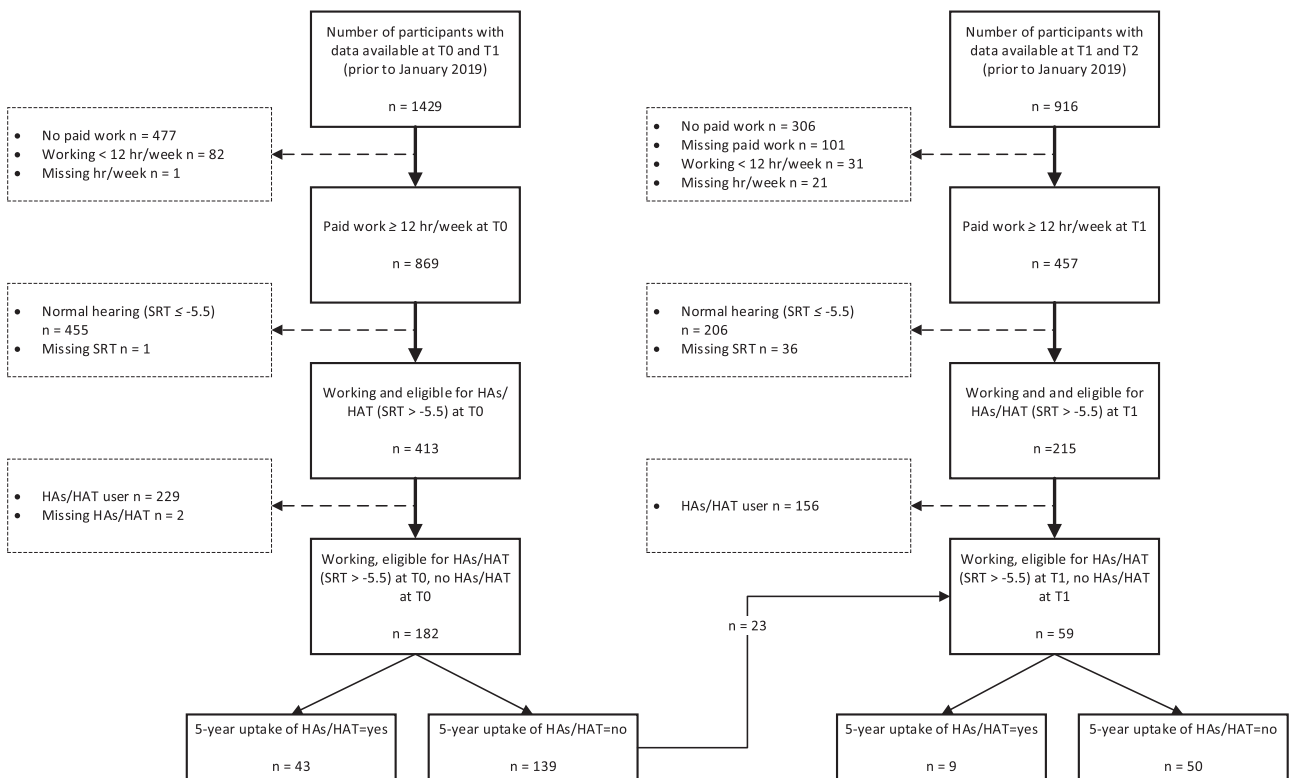 Number of participants with
data available at T0 and T1
(prior to January 2019)
n = 1429
• No paid work n = 477
• Working < 12 hr/week n = 82
• Missing hr/week n = 1
Paid work ≥ 12 hr/week at T0
n = 869
• Normal hearing (SRT ≤ -5.5)
n = 455
• Missing SRT n = 1
Working and eligible for HAs/
HAT (SRT > -5.5) at T0
n = 413
• HAs/HAT user n = 229
• Missing HAs/HAT n = 2
Working, eligible for HAs/HAT
(SRT > -5.5) at T0, no HAs/HAT
at T0
n = 182
5-year uptake of HAs/HAT=yes
n = 43
5-year uptake of HAs/HAT=no
n = 139
n = 23
Number of participants with
data available at T1 and T2
(prior to January 2019)
n = 916
• No paid work n = 306
• Missing paid work n = 101
• Working < 12 hr/week n = 31
• Missing hr/week n = 21
Paid work ≥ 12 hr/week at T1
n = 457
• Normal hearing (SRT ≤ -5.5)
n = 206
• Missing SRT n = 36
Working and and eligible for
HAs/HAT (SRT > -5.5) at T1
n =215
• HAs/HAT user n = 156
Working, eligible for HAs/HAT
(SRT > -5.5) at T1, no HAs/HAT
at T1
n = 59
5-year uptake of HAs/HAT=yes
n = 9
5-year uptake of HAs/HAT=no
n = 50